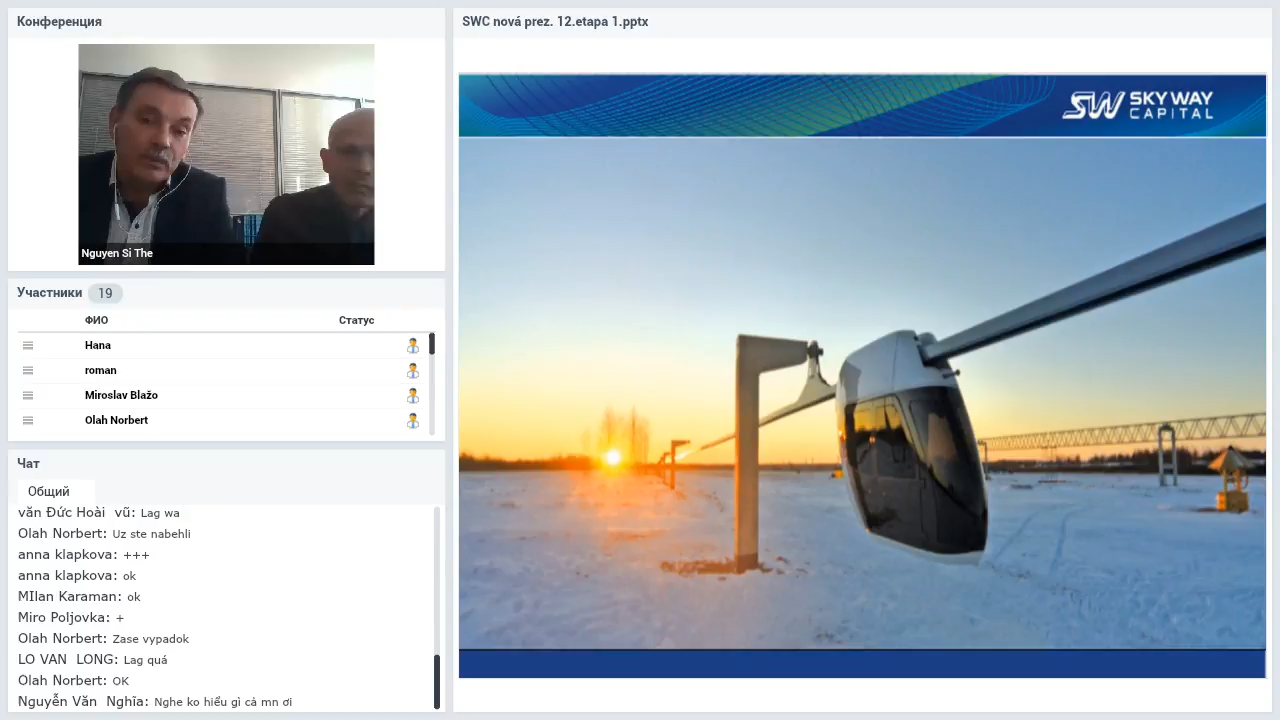 Конференция
Nguyen Si The
Участники 19
ФИО Статус
Hana
roman
Miroslav Blažo
Olah Norbert
Чат
Общий
văn Đức Hoài vũ: Lag wa
Olah Norbert: Uz ste nabehli
anna klapkova: +++
anna klapkova: ok
MIlan Karaman: ok
Miro Poljovka: +
Olah Norbert: Zase vypadok
LO VAN LONG: Lag quá
Olah Norbert: OK
Nguyễn Văn Nghĩa: Nghe ko hiểu gì cả mn ơi
SWC nová prez. 12.etapa 1.pptx
SW SKY WAY
CAPITAL